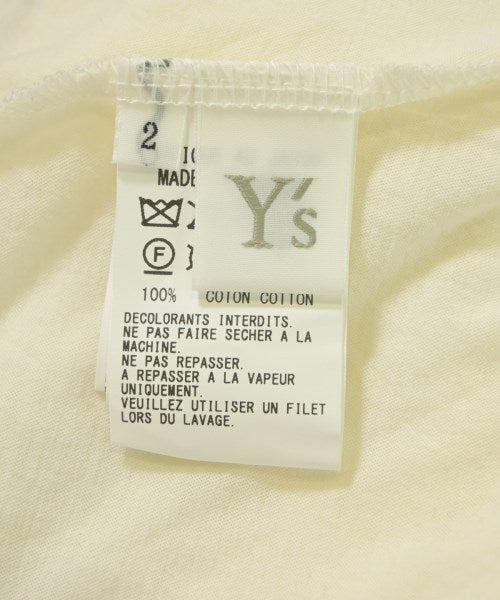 2
MADE
Y's
F
100% COTON COTTON
DECOLORANTS INTERDITS.
NE PAS FAIRE SECHER A LA
MACHINE.
NE PAS REPASSER.
A REPASSER A LA VAPEUR
UNIQUEMENT.
VEUILLEZ UTILISER UN FILET
LORS DU LAVAGE.